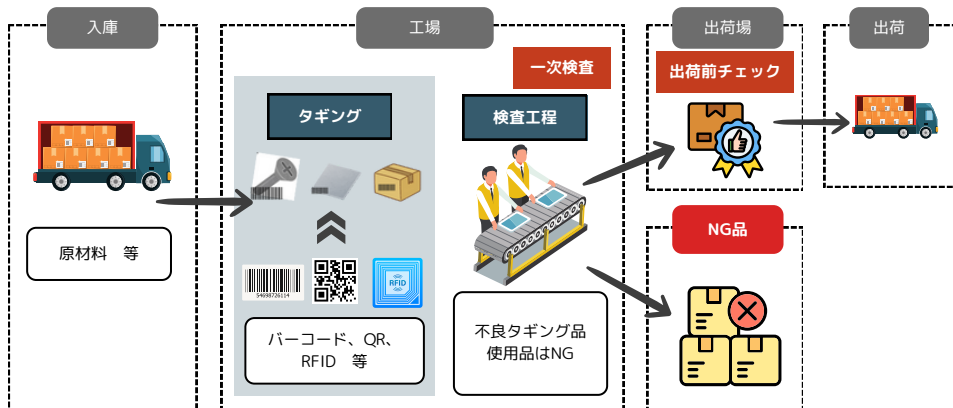 入庫
工場
出荷場
出荷
一次検査
出荷前チェック
タギング
検査工程
原材料　等
NG品
RFID
54698726114
バーコード、QR、
RFID　等
不良タギング品
使用品はNG